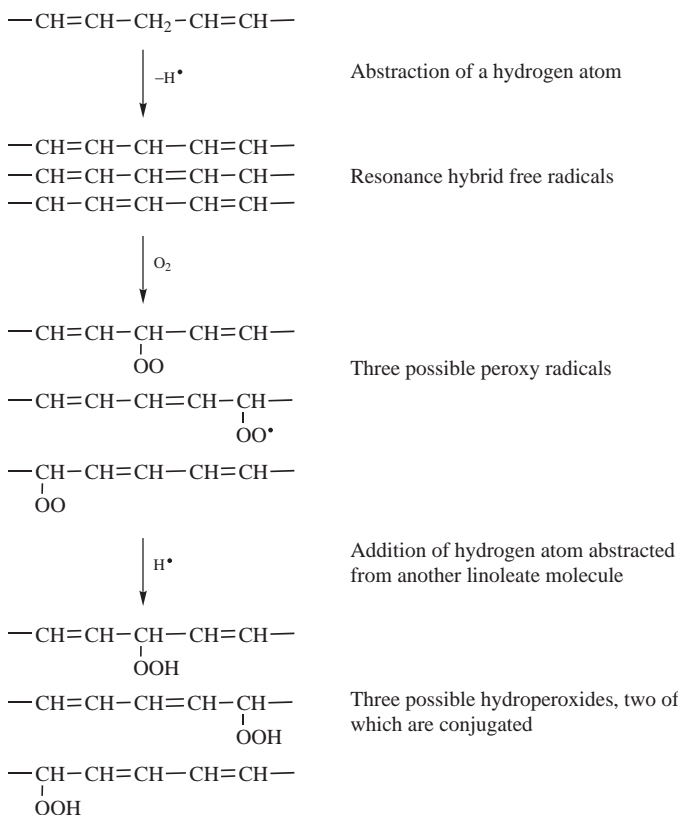 —CH=CH—CH₂—CH=CH—
–H• Abstraction of a hydrogen atom
—CH=CH—CH—CH=CH—
—CH=CH—CH=CH—CH— Resonance hybrid free radicals
—CH—CH=CH—CH=CH—
O₂
—CH=CH—CH—CH=CH—
OO Three possible peroxy radicals
—CH=CH—CH=CH—CH—
OO•
—CH—CH=CH—CH=CH—
OO
H• Addition of hydrogen atom abstracted
from another linoleate molecule
—CH=CH—CH—CH=CH—
OOH
—CH=CH—CH=CH—CH— Three possible hydroperoxides, two of
which are conjugated
OOH
—CH—CH=CH—CH=CH—
OOH